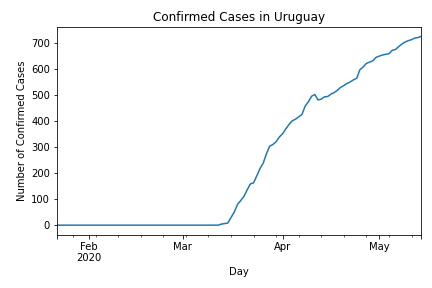 Confirmed Cases in Uruguay
Number of Confirmed Cases
700
600
500
400
300
200
100
0
Feb
2020
Mar
Apr
May
Day